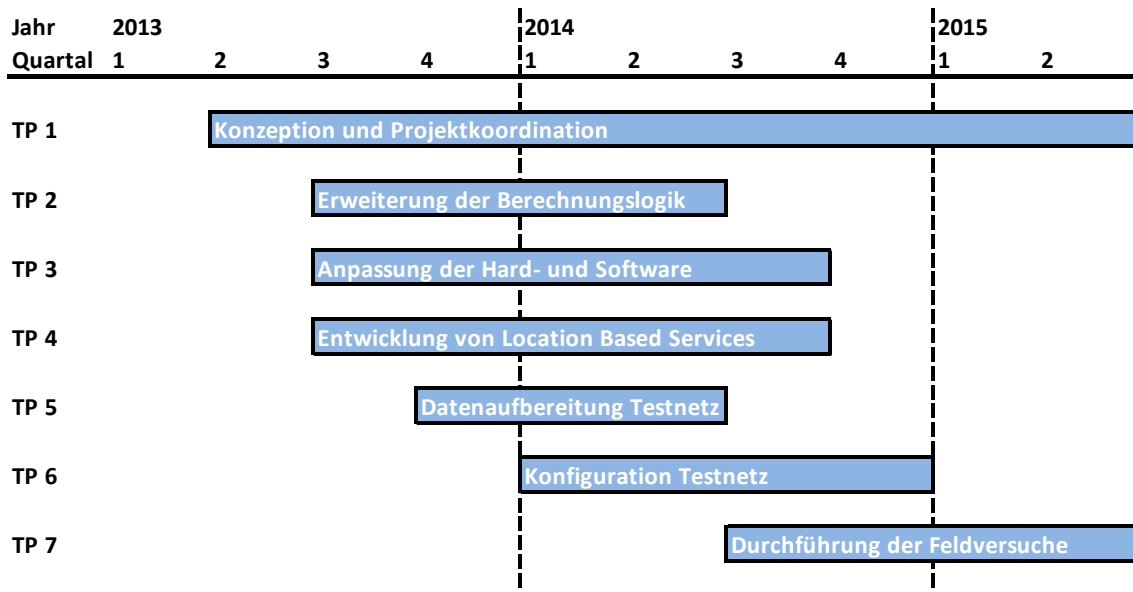 Jahr 2013 2014 2015
Quartal 1 2 3 4 1 2 3 4 1 2
TP 1 Konzeption und Projektkoordination
TP 2 Erweiterung der Berechnungslogik
TP 3 Anpassung der Hard- und Software
TP 4 Entwicklung von Location Based Services
TP 5 Datenaufbereitung Testnetz
TP 6 Konfiguration Testnetz
TP 7 Durchführung der Feldversuche